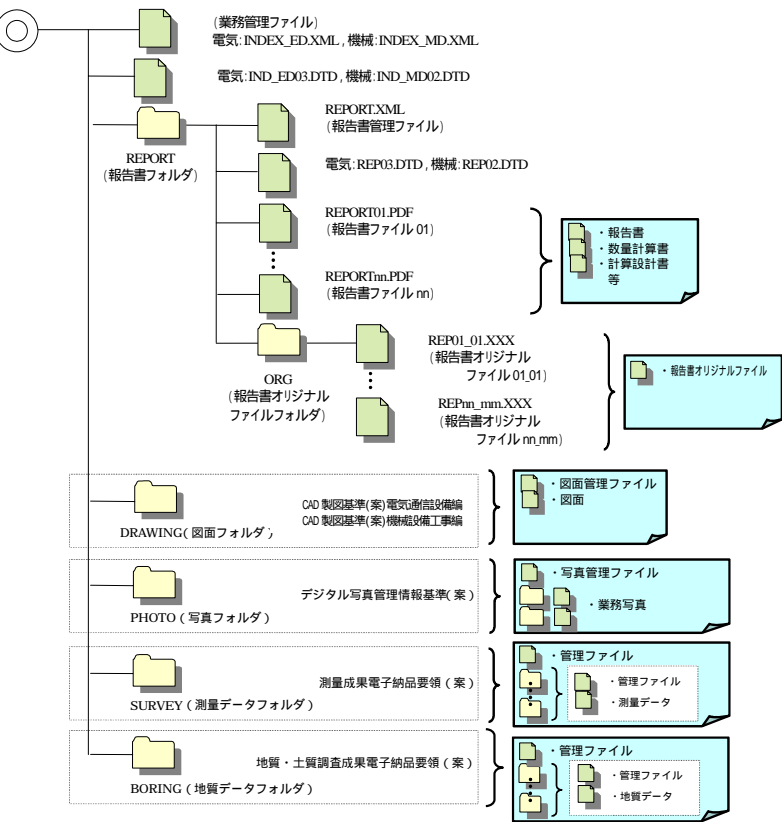 (業務管理ファイル)
電気:INDEX_ED.XML , 機械:INDEX_MD.XML
電気:IND_ED03.DTD , 機械:IND_MD02.DTD
REPORT
(報告書フォルダ)
REPORT.XML
(報告書管理ファイル)
電気:REP03.DTD , 機械:REP02.DTD
REPORT01.PDF
(報告書ファイル 01)
REPORTnn.PDF
(報告書ファイル nn)
・報告書
・数量計算書
・計算設計書
等
ORG
(報告書オリジナル
ファイルフォルダ)
REP01_01.XXX
(報告書オリジナル
ファイル 01_01)
REPnn_mm.XXX
(報告書オリジナル
ファイル nn_mm)
・報告書オリジナルファイル
DRAWING( 図面フォルダ )
CAD 製図基準(案)電気通信設備編
CAD 製図基準(案)機械設備工事編
・図面管理ファイル
・図面
PHOTO ( 写真フォルダ )
デジタル写真管理情報基準( 案 )
・写真管理ファイル
・業務写真
SURVEY ( 測量データフォルダ )
測量成果電子納品要領 ( 案 )
・管理ファイル
・管理ファイル
・測量データ
BORING ( 地質データフォルダ )
地質・土質調査成果電子納品要領 ( 案 )
・管理ファイル
・管理ファイル
・地質データ